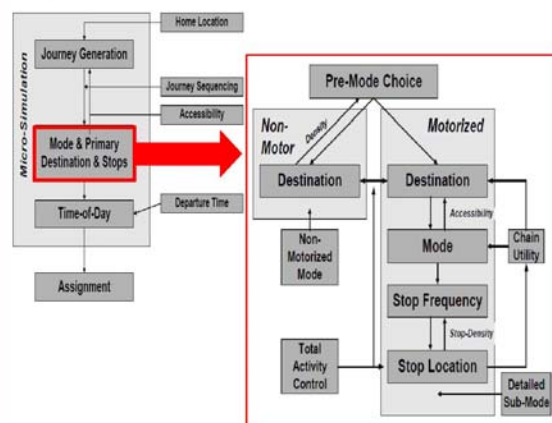 Home Location
Journey Generation
Journey Sequencing
Accessibility
Micro-Simulation
Mode & Primary
Destination & Stops
Time-of-Day
Departure Time
Assignment
Pre-Mode Choice
Non-
Motor
Density
Motorized
Destination
Destination
Accessibility
Non-
Motorized
Mode
Mode
Chain
Utility
Stop Frequency
Stop-Density
Total
Activity
Control
Stop Location
Detailed
Sub-Mode